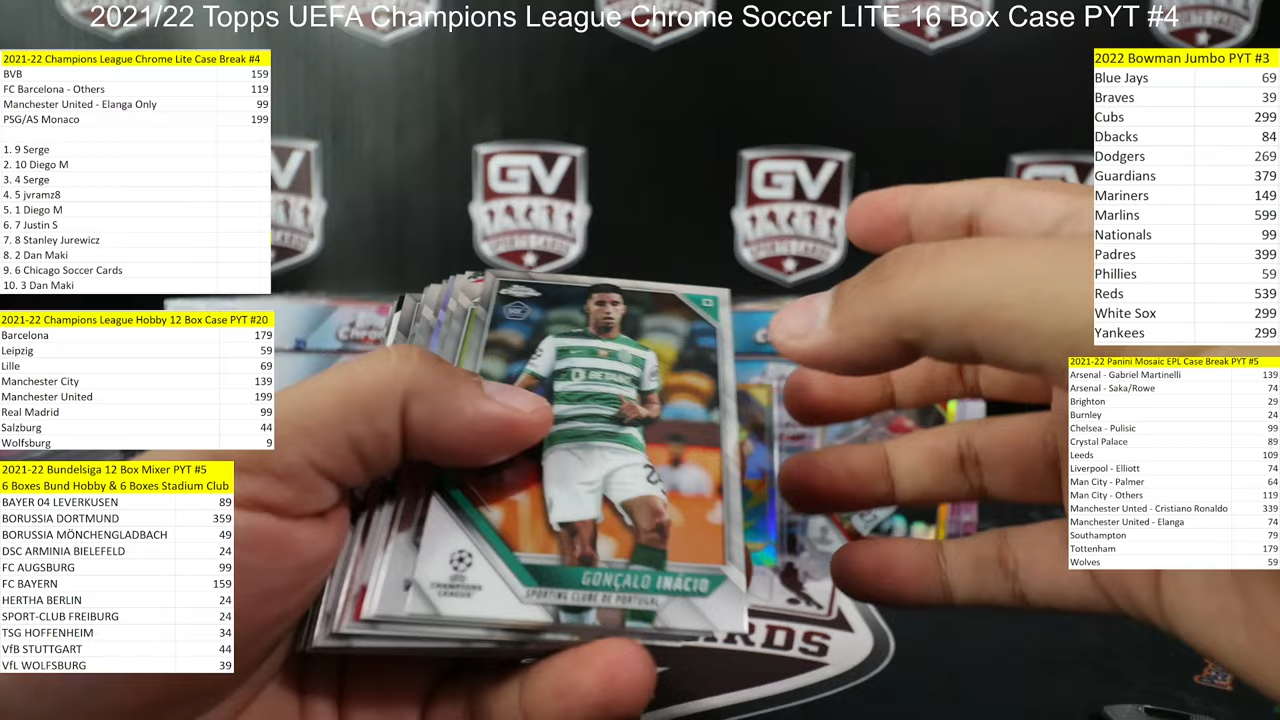 2021/22 Topps UEFA Champions League Chrome Soccer LITE 16 Box Case PYT #4
2021-22 Champions League Chrome Lite Case Break #4
BVB 159
FC Barcelona - Others 119
Manchester United - Elanga Only 99
PSG/AS Monaco 199
1. 9 Serge
2. 10 Diego M
3. 4 Serge
4. 5 jvramz8
5. 1 Diego M
6. 7 Justin S
7. 8 Stanley Jurewicz
8. 2 Dan Maki
9. 6 Chicago Soccer Cards
10. 3 Dan Maki
2021-22 Champions League Hobby 12 Box Case PYT #20
Barcelona 179
Leipzig 59
Lille 69
Manchester City 139
Manchester United 199
Real Madrid 99
Salzburg 44
Wolfsburg 9
2021-22 Bundelsiga 12 Box Mixer PYT #5
6 Boxes Bund Hobby & 6 Boxes Stadium Club
BAYER 04 LEVERKUSEN 89
BORUSSIA DORTMUND 359
BORUSSIA MÖNCHENGLADBACH 49
DSC ARMINIA BIELEFELD 24
FC AUGSBURG 99
FC BAYERN 159
HERTHA BERLIN 24
SPORT-CLUB FREIBURG 24
TSG HOFFENHEIM 34
VfB STUTTGART 44
VfL WOLFSBURG 39
GV
GV
CHAMPIONS
LEAGUE
GONÇALO INÁCIO
SPORTING CLUBE DE PORTUGAL
2022 Bowman Jumbo PYT #3
Blue Jays 69
Braves 39
Cubs 299
Dbacks 84
Dodgers 269
Guardians 379
Mariners 149
Marlins 599
Nationals 99
Padres 399
Phillies 59
Reds 539
White Sox 299
Yankees 299
2021-22 Panini Mosaic EPL Case Break PYT #5
Arsenal - Gabriel Martinelli 139
Arsenal - Saka/Rowe 74
Brighton 29
Burnley 24
Chelsea - Pulisic 99
Crystal Palace 89
Leeds 109
Liverpool - Elliott 74
Man City - Palmer 64
Man City - Others 119
Manchester Unted - Cristiano Ronaldo 339
Manchester United - Elanga 74
Southampton 79
Tottenham 179
Wolves 59